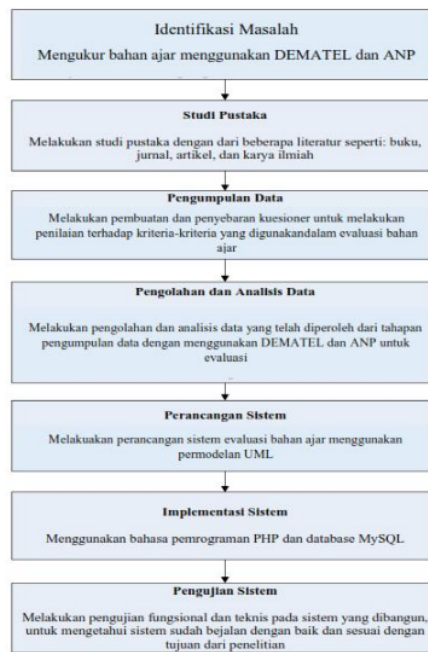 Identifikasi Masalah
Mengukur bahan ajar menggunakan DEMATEL dan ANP
Studi Pustaka
Melakukan studi pustaka dengan dari beberapa literatur seperti: buku,
jurnal, artikel, dan karya ilmiah
Pengumpulan Data
Melakukan pembuatan dan penyebaran kuesioner untuk melakukan
penilaian terhadap kriteria-kriteria yang digunakandalam evaluasi bahan
ajar
Pengolahan dan Analisis Data
Melakukan pengolahan dan analisis data yang telah diperoleh dari tahapan
pengumpulan data dengan menggunakan DEMATEL dan ANP untuk
evaluasi
Perancangan Sistem
Melakuakan perancangan sistem evaluasi bahan ajar menggunakan
permodelan UML
Implementasi Sistem
Menggunakan bahasa pemrograman PHP dan database MySQL
Pengujian Sistem
Melakukan pengujian fungsional dan teknis pada sistem yang dibangun,
untuk mengetahui sistem sudah bejalan dengan baik dan sesuai dengan
tujuan dari penelitian